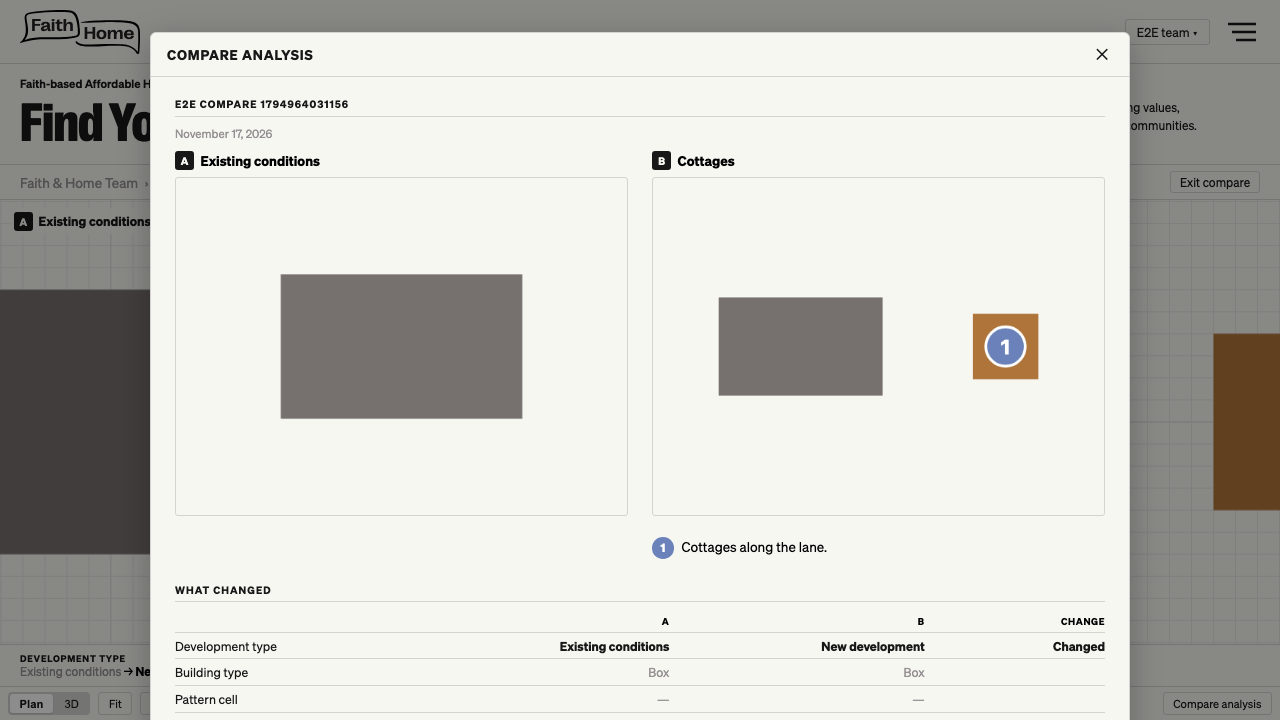 Faith
Home
E2E team
Faith-based Affordable H
Find Yo
ng values,
ommunities.
Faith & Home Team ›
Exit compare
A Existing conditions
COMPARE ANALYSIS
E2E COMPARE 1794964031156
November 17, 2026
A Existing conditions
B Cottages
1
1 Cottages along the lane.
WHAT CHANGED
A B CHANGE
Development type Existing conditions New development Changed
Building type Box Box
Pattern cell — —
DEVELOPMENT TYPE
Existing conditions → Ne
Plan 3D Fit
Compare analysis